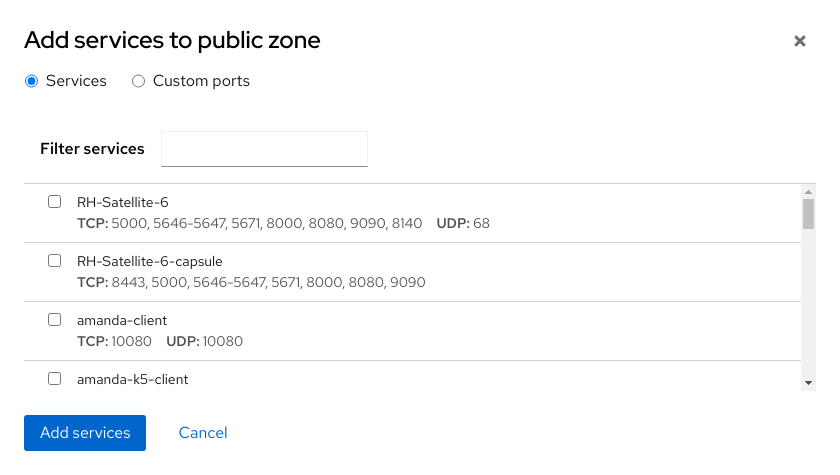 Add services to public zone
Services Custom ports
Filter services
RH-Satellite-6
TCP: 5000, 5646-5647, 5671, 8000, 8080, 9090, 8140 UDP: 68
RH-Satellite-6-capsule
TCP: 8443, 5000, 5646-5647, 5671, 8000, 8080, 9090
amanda-client
TCP: 10080 UDP: 10080
amanda-k5-client
Add services Cancel